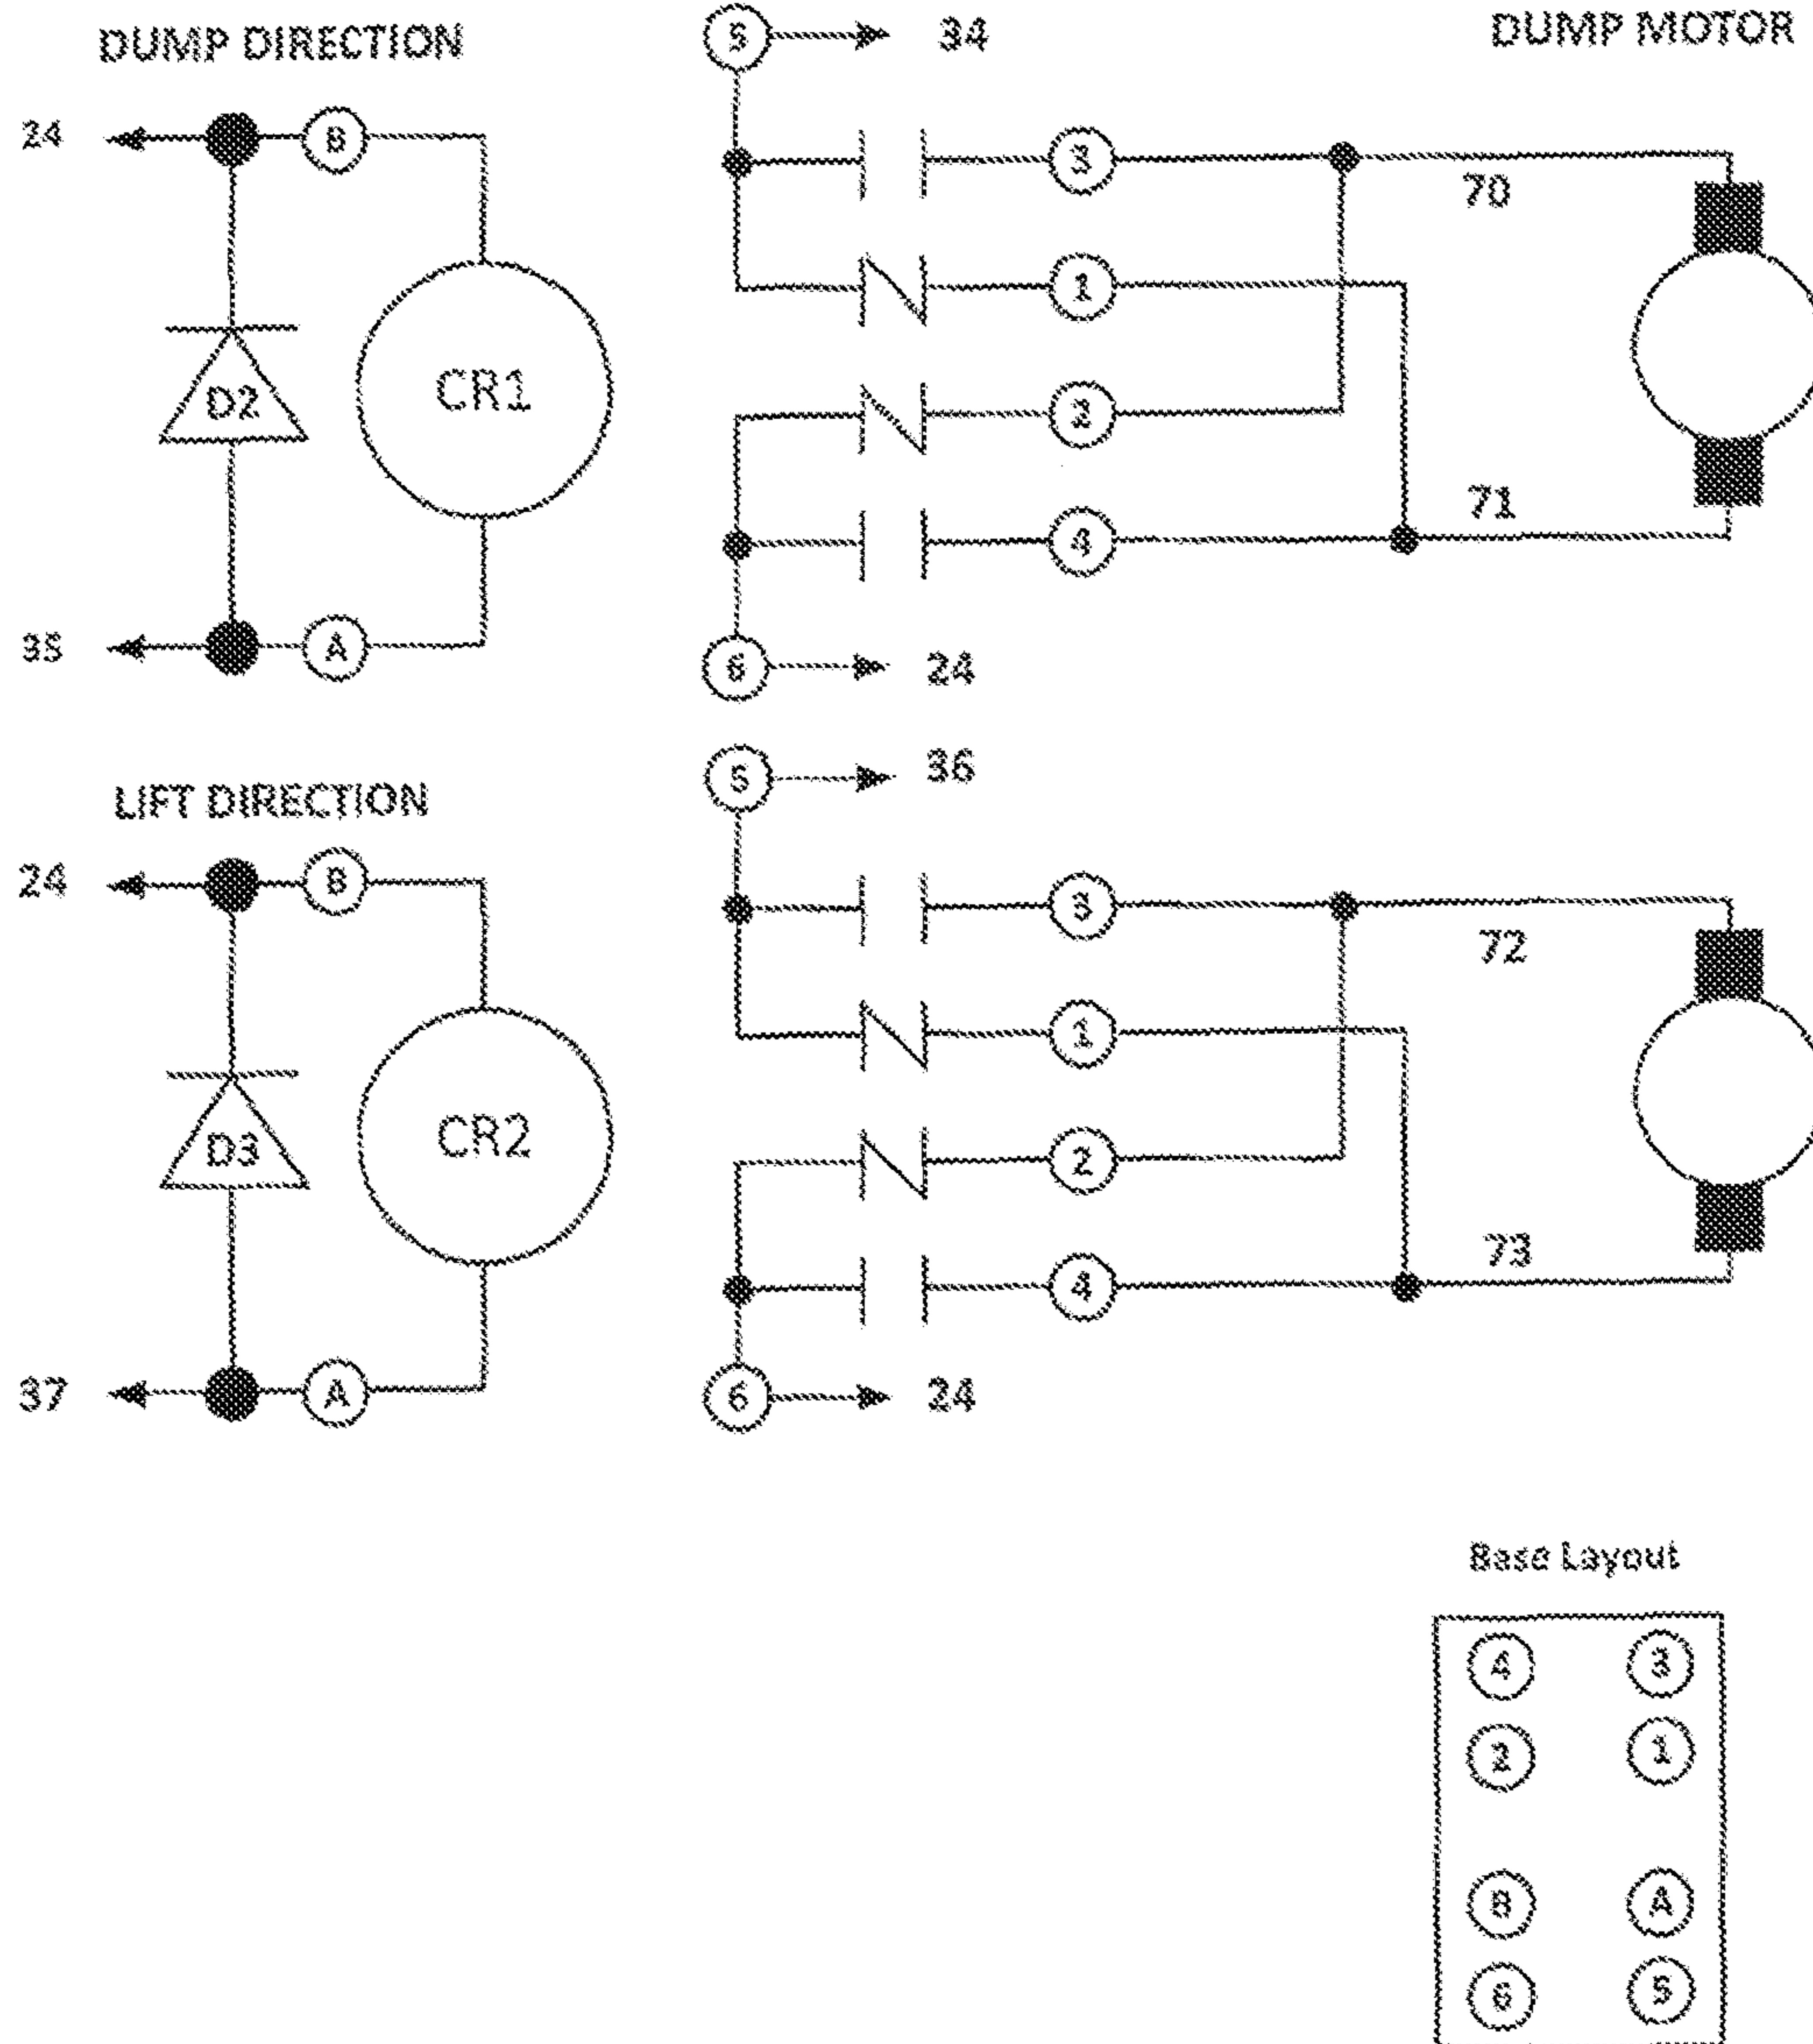 DUMP DIRECTION
5 34
DUMP MOTOR
24 B
3
70
1
D2 CR1
2
71
4
35 A
6 24
5 36
LIFT DIRECTION
24 B
3
72
1
D3 CR2
2
73
4
37 A
6 24
Base Layout
4 3
2 1
B A
6 5